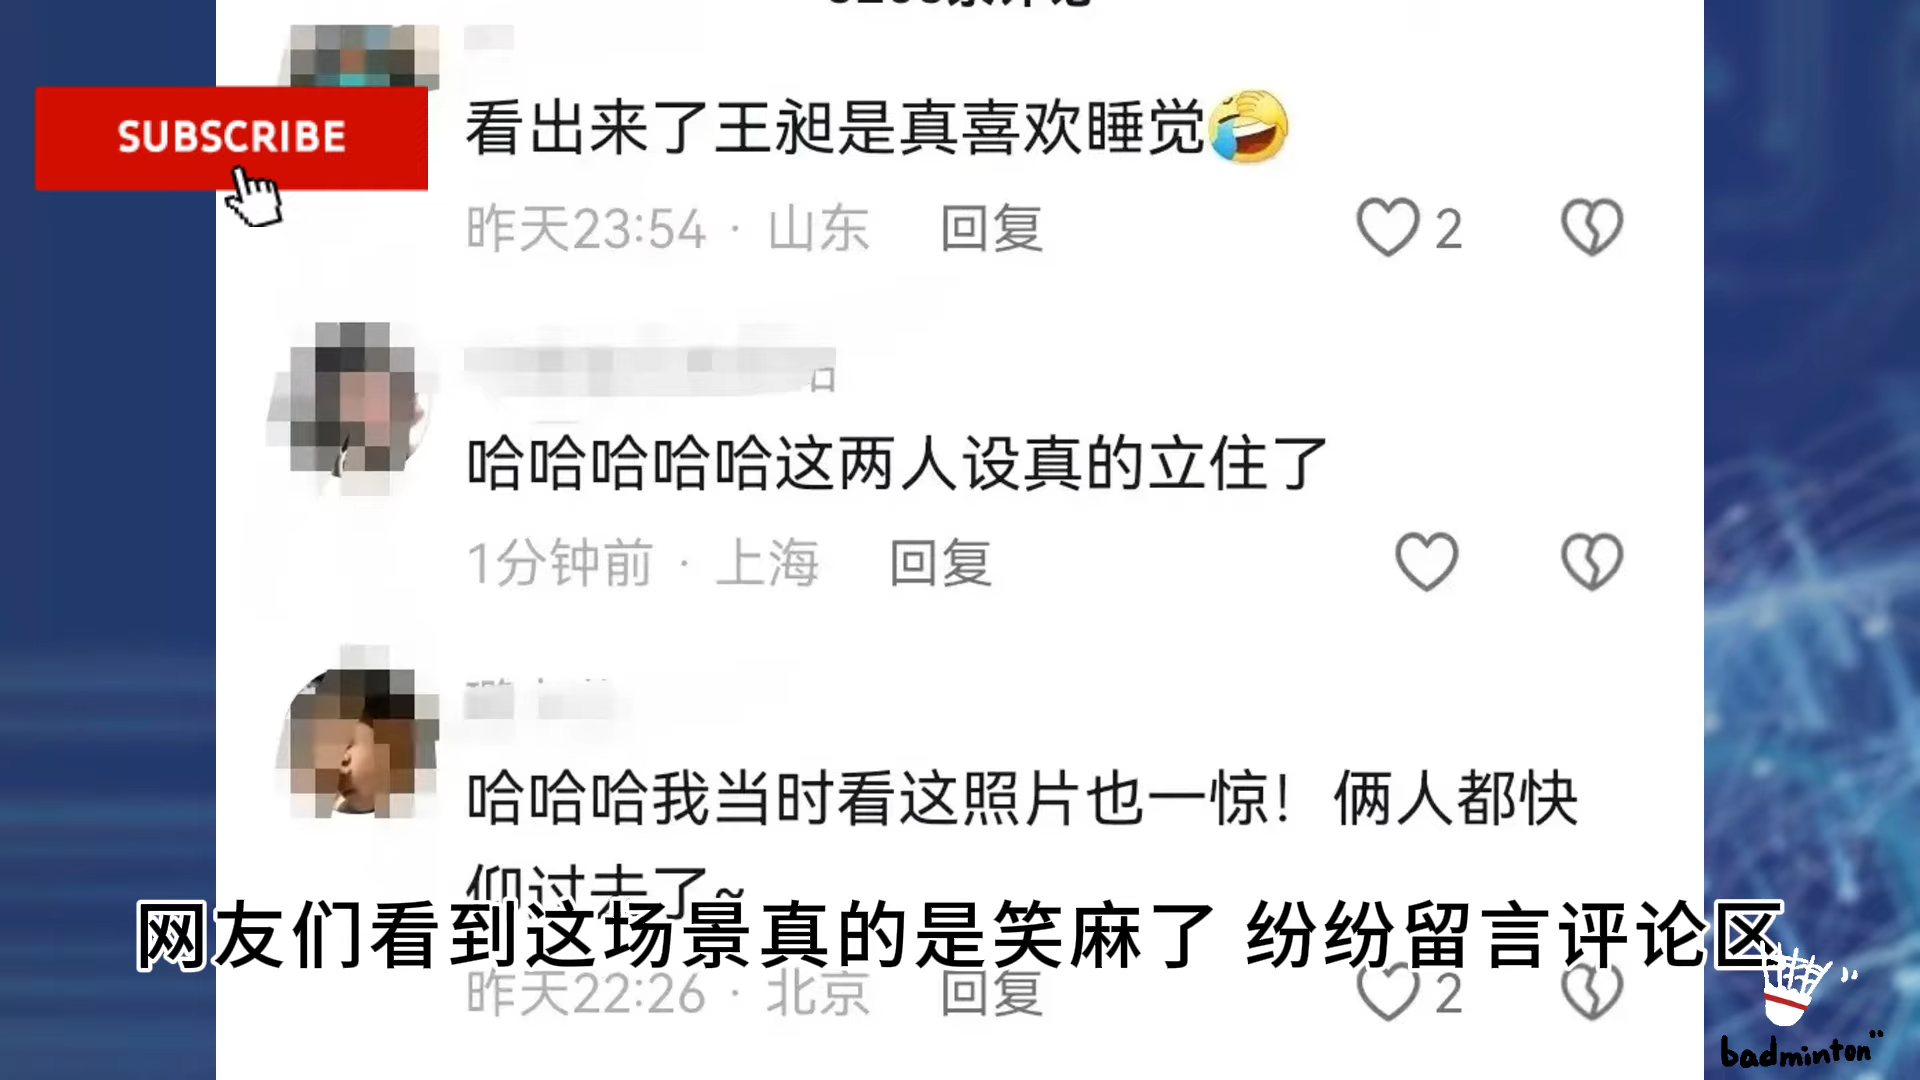 SUBSCRIBE
看出来了王昶是真喜欢睡觉
昨天23:54 · 山东 回复 2
哈哈哈哈哈这两人设真的立住了
1分钟前 · 上海 回复
哈哈哈我当时看这照片也一惊！俩人都快
仰过去了~
网友们看到这场景真的是笑麻了 纷纷留言评论区
昨天22:26 · 北京 回复 2
badminton